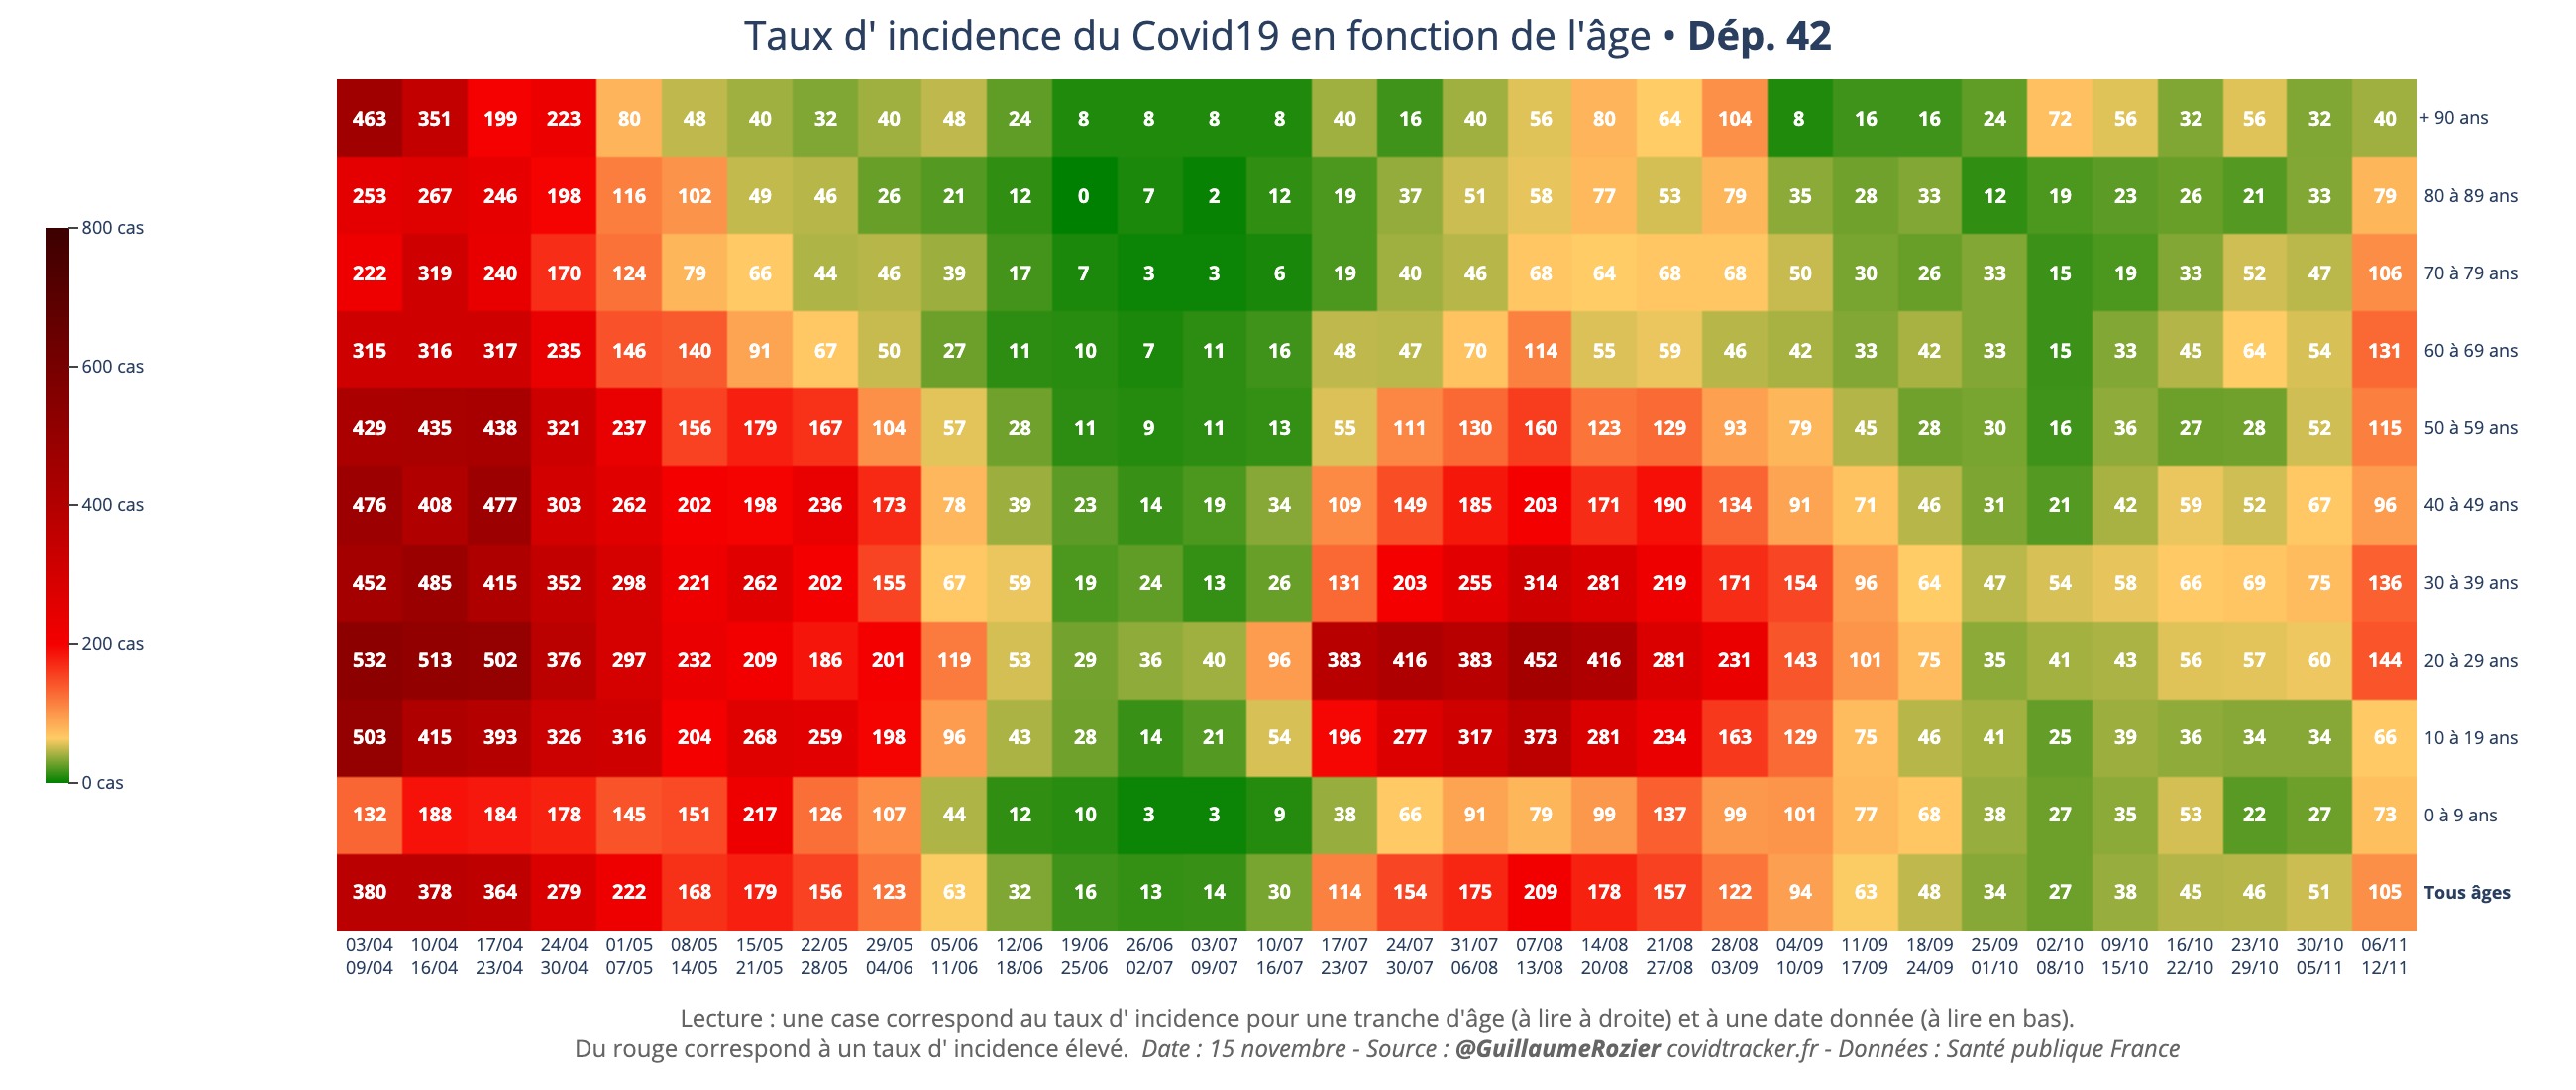 Taux d' incidence du Covid19 en fonction de l'âge • Dép. 42
463 351 199 223 80 48 40 32 40 48 24 8 8 8 8 40 16 40 56 80 64 104 8 16 16 24 72 56 32 56 32 40 + 90 ans
253 267 246 198 116 102 49 46 26 21 12 0 7 2 12 19 37 51 58 77 53 79 35 28 33 12 19 23 26 21 33 79 80 à 89 ans
800 cas
222 319 240 170 124 79 66 44 46 39 17 7 3 3 6 19 40 46 68 64 68 68 50 30 26 33 15 19 33 52 47 106 70 à 79 ans
315 316 317 235 146 140 91 67 50 27 11 10 7 11 16 48 47 70 114 55 59 46 42 33 42 33 15 33 45 64 54 131 60 à 69 ans
600 cas
429 435 438 321 237 156 179 167 104 57 28 11 9 11 13 55 111 130 160 123 129 93 79 45 28 30 16 36 27 28 52 115 50 à 59 ans
400 cas
476 408 477 303 262 202 198 236 173 78 39 23 14 19 34 109 149 185 203 171 190 134 91 71 46 31 21 42 59 52 67 96 40 à 49 ans
452 485 415 352 298 221 262 202 155 67 59 19 24 13 26 131 203 255 314 281 219 171 154 96 64 47 54 58 66 69 75 136 30 à 39 ans
200 cas
532 513 502 376 297 232 209 186 201 119 53 29 36 40 96 383 416 383 452 416 281 231 143 101 75 35 41 43 56 57 60 144 20 à 29 ans
503 415 393 326 316 204 268 259 198 96 43 28 14 21 54 196 277 317 373 281 234 163 129 75 46 41 25 39 36 34 34 66 10 à 19 ans
0 cas
132 188 184 178 145 151 217 126 107 44 12 10 3 3 9 38 66 91 79 99 137 99 101 77 68 38 27 35 53 22 27 73 0 à 9 ans
380 378 364 279 222 168 179 156 123 63 32 16 13 14 30 114 154 175 209 178 157 122 94 63 48 34 27 38 45 46 51 105 Tous âges
03/04 10/04 17/04 24/04 01/05 08/05 15/05 22/05 29/05 05/06 12/06 19/06 26/06 03/07 10/07 17/07 24/07 31/07 07/08 14/08 21/08 28/08 04/09 11/09 18/09 25/09 02/10 09/10 16/10 23/10 30/10 06/11
09/04 16/04 23/04 30/04 07/05 14/05 21/05 28/05 04/06 11/06 18/06 25/06 02/07 09/07 16/07 23/07 30/07 06/08 13/08 20/08 27/08 03/09 10/09 17/09 24/09 01/10 08/10 15/10 22/10 29/10 05/11 12/11
Lecture : une case correspond au taux d' incidence pour une tranche d'âge (à lire à droite) et à une date donnée (à lire en bas).
Du rouge correspond à un taux d' incidence élevé. Date : 15 novembre - Source : @GuillaumeRozier covidtracker.fr - Données : Santé publique France